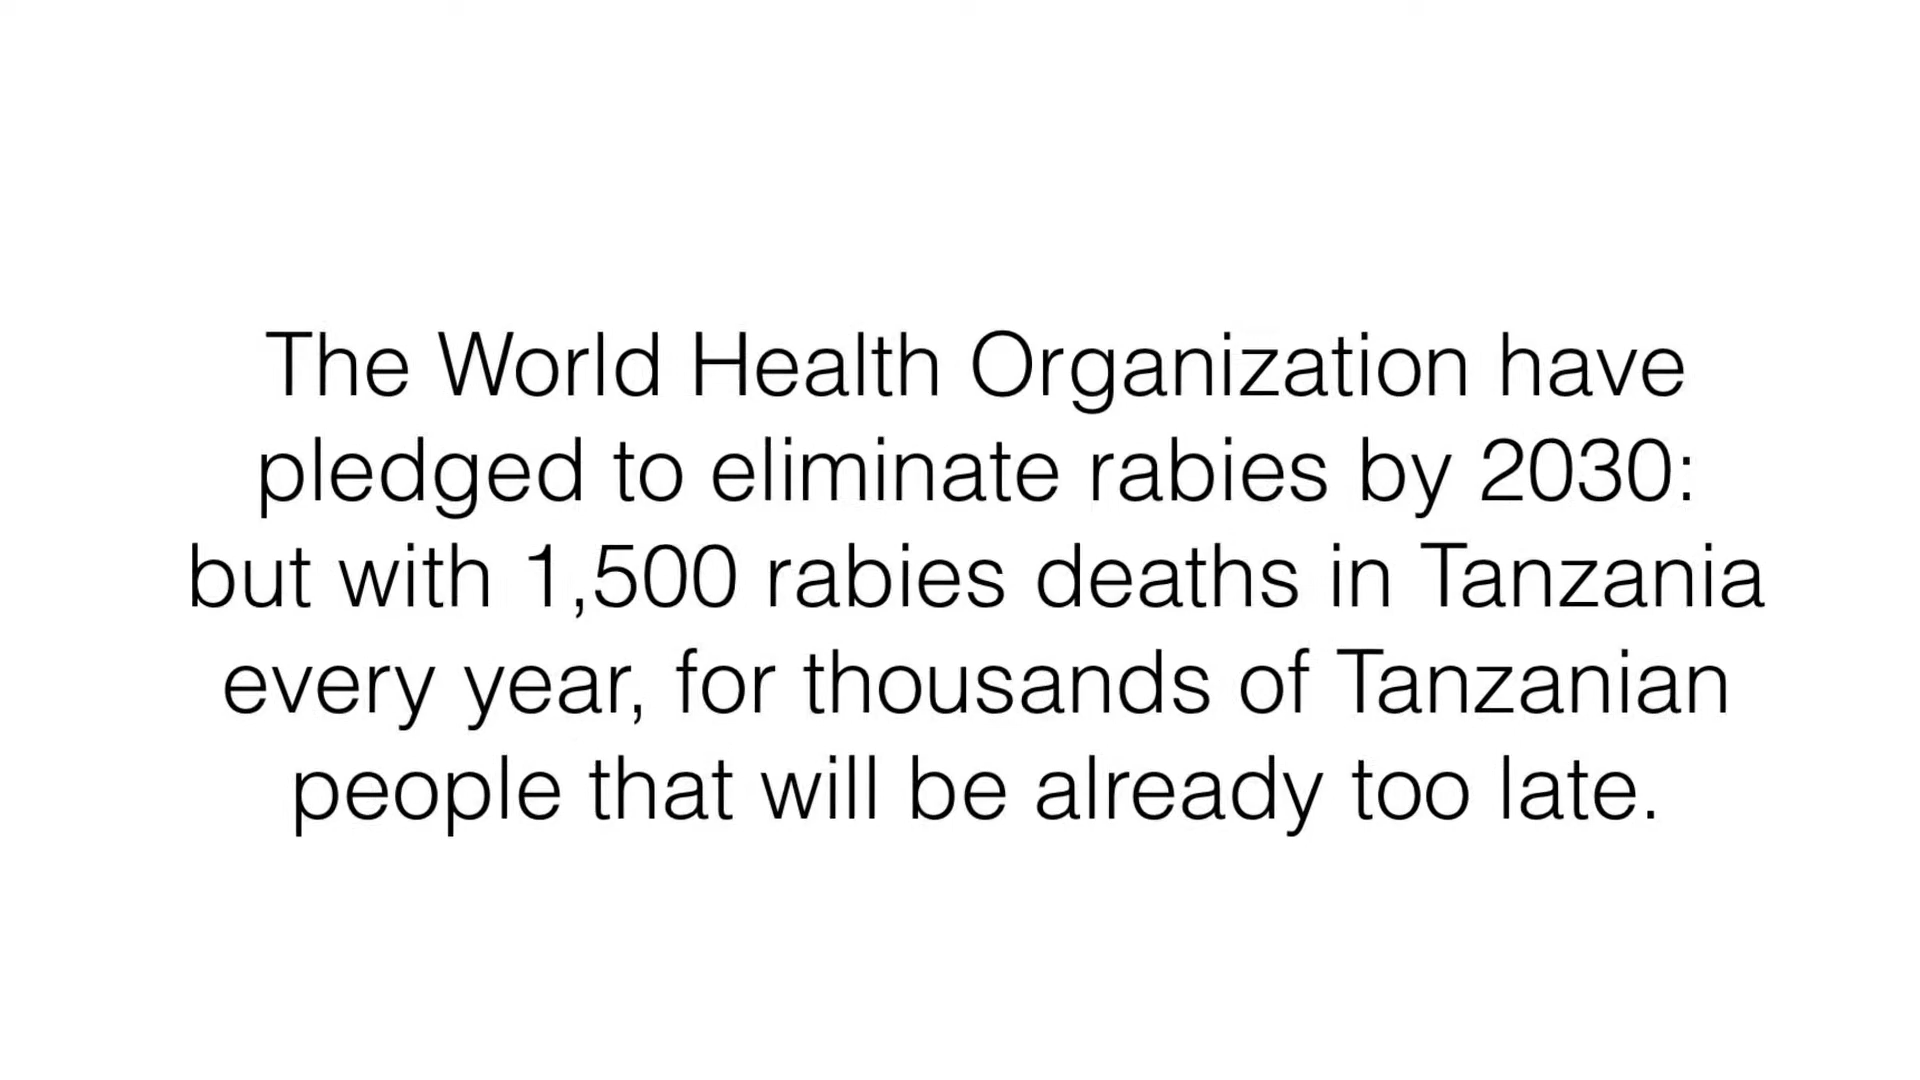 The World Health Organization have
pledged to eliminate rabies by 2030:
but with 1,500 rabies deaths in Tanzania
every year, for thousands of Tanzanian
people that will be already too late.